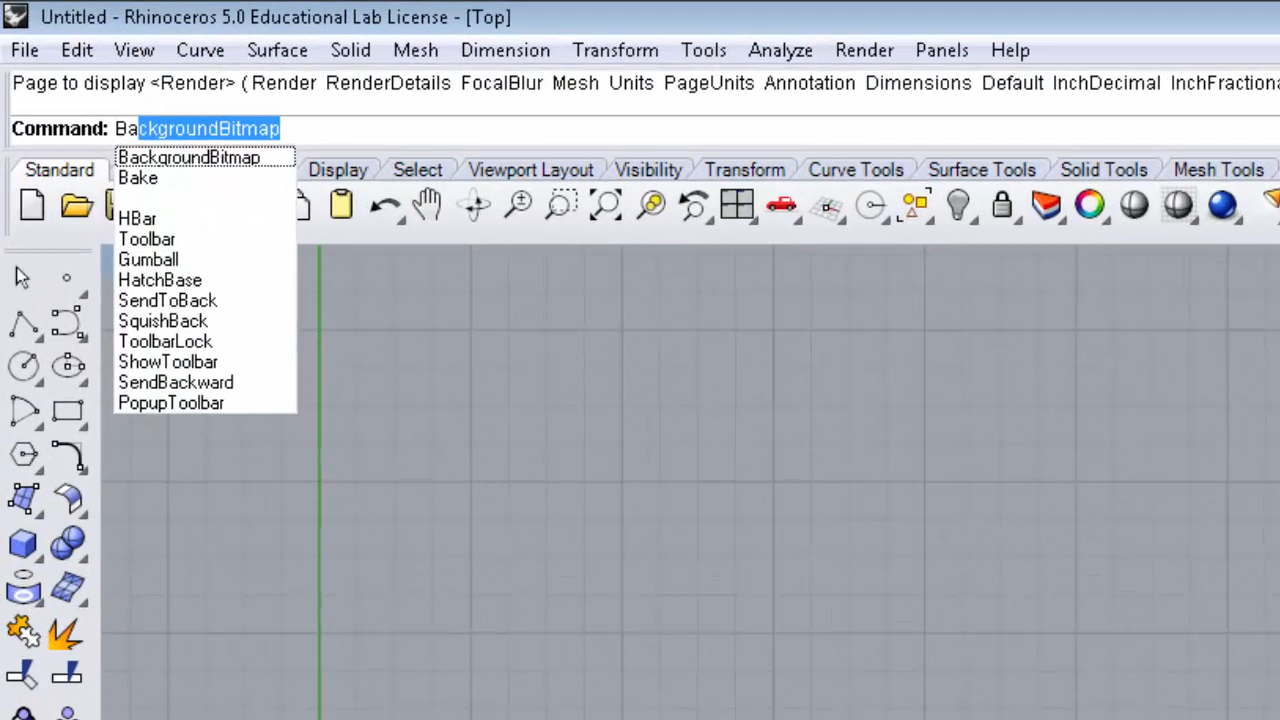 Untitled - Rhinoceros 5.0 Educational Lab License - [Top]
File Edit View Curve Surface Solid Mesh Dimension Transform Tools Analyze Render Panels Help
Page to display <Render> ( Render RenderDetails FocalBlur Mesh Units PageUnits Annotation Dimensions Default InchDecimal InchFractiona
Command: BackgroundBitmap
Standard Display Select Viewport Layout Visibility Transform Curve Tools Surface Tools Solid Tools Mesh Tools
BackgroundBitmap
Bake
HBar
Toolbar
Gumball
HatchBase
SendToBack
SquishBack
ToolbarLock
ShowToolbar
SendBackward
PopupToolbar